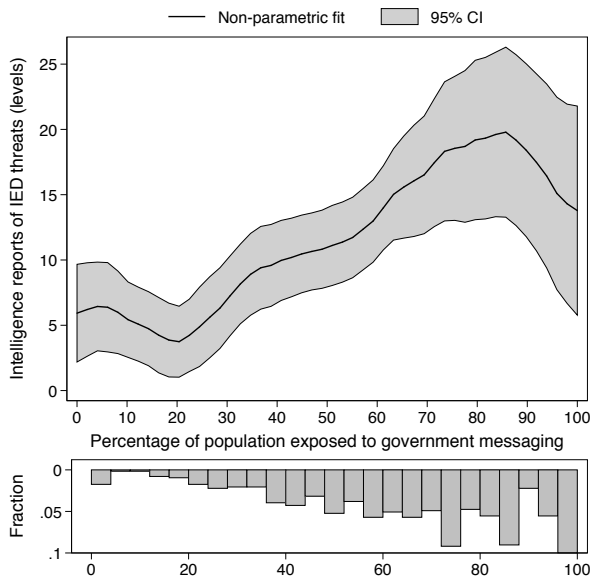 Non-parametric fit 95% CI
Intelligence reports of IED threats (levels)
25
20
15
10
5
0
0 10 20 30 40 50 60 70 80 90 100
Percentage of population exposed to government messaging
Fraction
0
.05
.1
0 20 40 60 80 100